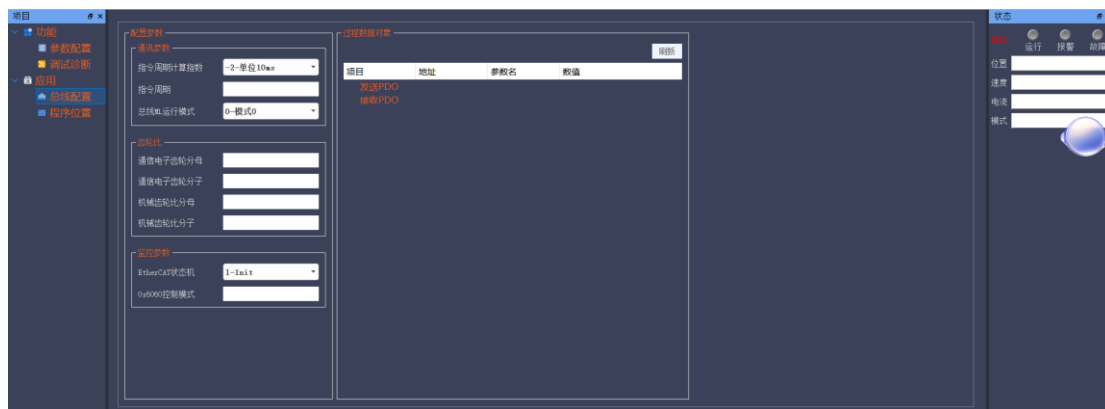 项目
功能
参数配置
调试诊断
应用
总线配置
程序位置
配置参数
通讯参数
指令周期计算指数 -2-单位10ms
指令周期
总线ML运行模式 0-模式0
齿轮比
通信电子齿轮分母
通信电子齿轮分子
机械齿轮比分母
机械齿轮比分子
监控参数
EtherCAT状态机 1-Init
0x6060控制模式
过程数据对象
刷新
项目 地址 参数名 数值
发送PDO
接收PDO
状态
运行 报警 故障
位置
速度
电流
模式